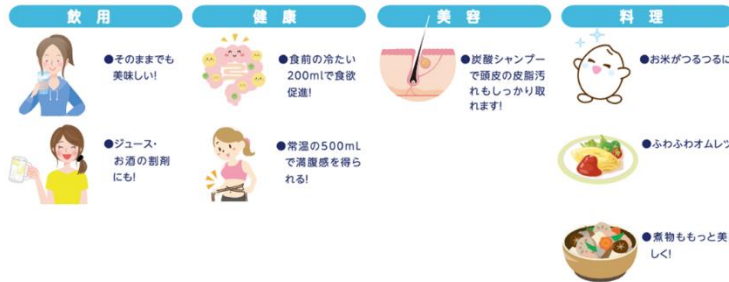 飲用
●そのままでも
美味しい!
●ジュース・
お酒の割剤
にも!
健康
●食前の冷たい
200mlで食欲
促進!
●常温の500mL
で満腹感を得ら
れる!
美容
●炭酸シャンプー
で頭皮の皮脂汚
れもしっかり取
れます!
料理
●お米がつるつるに
●ふわふわオムレツ
●煮物ももっと美
しく!